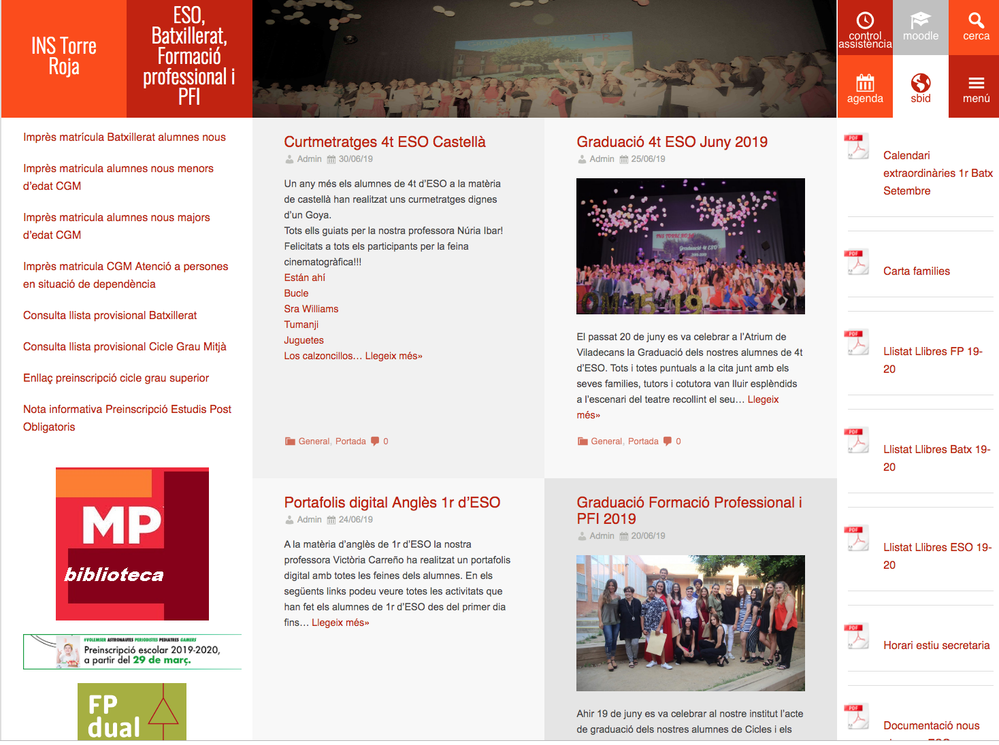 INS Torre
Roja
ESO,
Batxillerat,
Formació
professional i
PFI
control
assistència
moodle
cerca
agenda
sbid
menú
Imprès matrícula Batxillerat alumnes nous
Imprès matricula alumnes nous menors
d’edat CGM
Imprès matricula alumnes nous majors
d’edat CGM
Imprès matricula CGM Atenció a persones
en situació de dependència
Consulta llista provisional Batxillerat
Consulta llista provisional Cicle Grau Mitjà
Enllaç preinscripció cicle grau superior
Nota informativa Preinscripció Estudis Post
Obligatoris
MP
biblioteca
#VOLEMSER ASTRONAUTES PERIODISTES PEDIATRES GAMERS
Preinscripció escolar 2019-2020,
a partir del 29 de març.
FP
dual
Curtmetratges 4t ESO Castellà
Admin 30/06/19
Un any més els alumnes de 4t d’ESO a la matèria
de castellà han realitzat uns curmetratges dignes
d’un Goya.
Tots ells guiats per la nostra professora Núria Ibar!
Felicitats a tots els participants per la feina
cinematogràfica!!!
Están ahí
Bucle
Sra Williams
Tumanji
Juguetes
Los calzoncillos… Llegeix més»
General, Portada 0
Graduació 4t ESO Juny 2019
Admin 25/06/19
INS TORRE ROJA
Graduació 4t ESO
2015-2019
15-19
El passat 20 de juny es va celebrar a l’Atrium de
Viladecans la Graduació dels nostres alumnes de 4t
d’ESO. Tots i totes puntuals a la cita junt amb els
seves families, tutors i cotutora van lluir esplèndids
a l’escenari del teatre recollint el seu… Llegeix
més»
General, Portada 0
Portafolis digital Anglès 1r d’ESO
Admin 24/06/19
A la matèria d’anglès de 1r d’ESO la nostra
professora Victòria Carreño ha realitzat un portafolis
digital amb totes les feines dels alumnes. En els
següents links podeu veure totes les activitats que
han fet els alumnes de 1r d’ESO des del primer dia
fins… Llegeix més»
Graduació Formació Professional i
PFI 2019
Admin 20/06/19
Ahir 19 de juny es va celebrar al nostre institut l’acte
de graduació dels nostres alumnes de Cicles i els
PDF
Calendari
extraordinàries 1r Batx
Setembre
PDF
Carta families
PDF
Llistat Llibres FP 19-
20
PDF
Llistat Llibres Batx 19-
20
PDF
Llistat Llibres ESO 19-
20
PDF
Horari estiu secretaria
PDF
Documentació nous